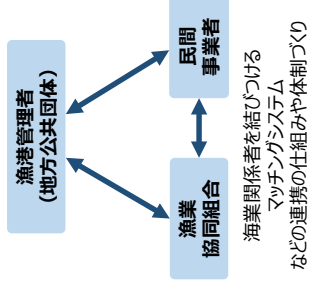 漁港管理者
(地方公共団体)
漁業
協同組合
民間
事業者
海業関係者を結びつける
マッチングシステム
などの連携の仕組みや体制づくり